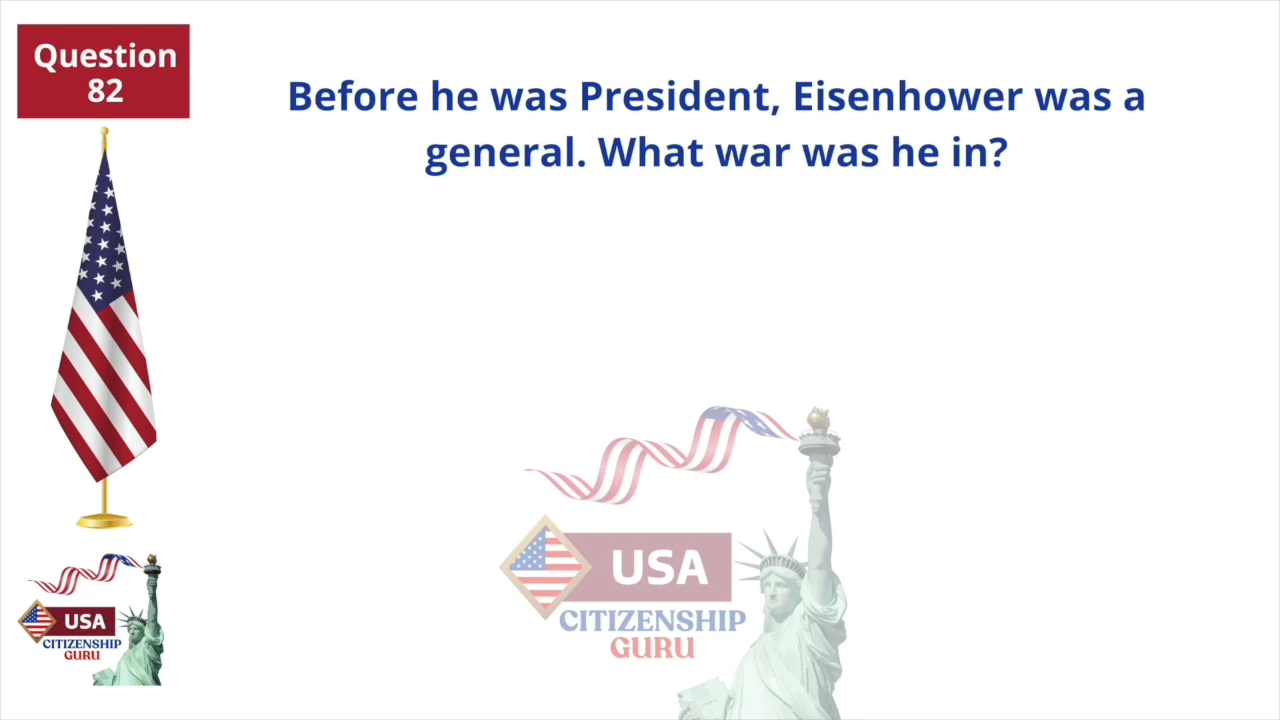 Question
82
Before he was President, Eisenhower was a
general. What war was he in?
USA
CITIZENSHIP
GURU
USA
CITIZENSHIP
GURU